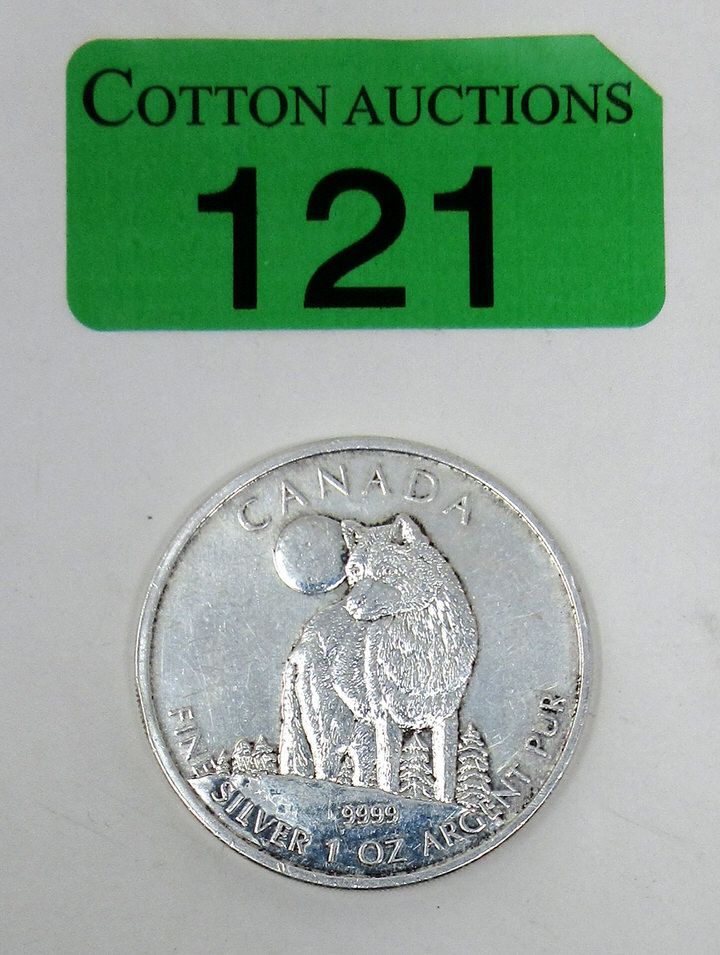 COTTON AUCTIONS
121
CANADA
9999
FINE SILVER 1 OZ ARGENT PUR